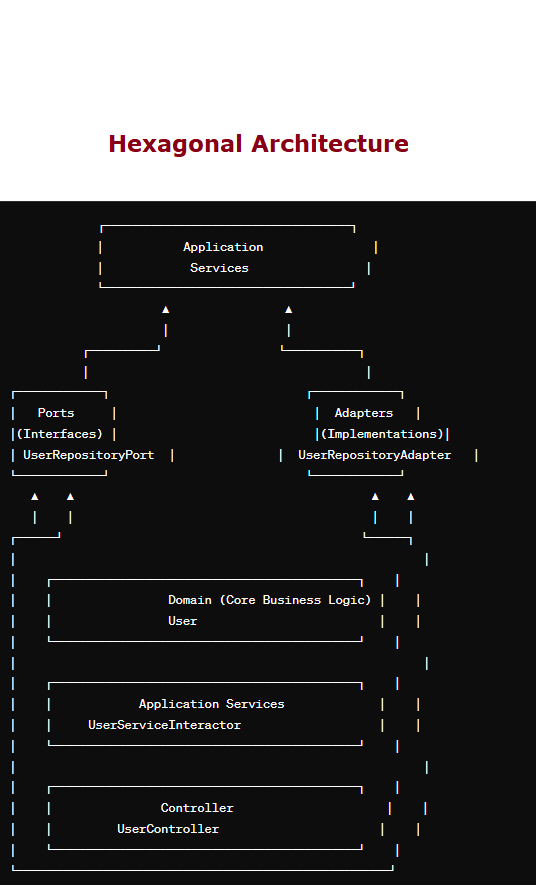 Hexagonal Architecture
Application
Services
Ports Adapters
(Interfaces) (Implementations)
UserRepositoryPort UserRepositoryAdapter
Domain (Core Business Logic)
User
Application Services
UserServiceInteractor
Controller
UserController